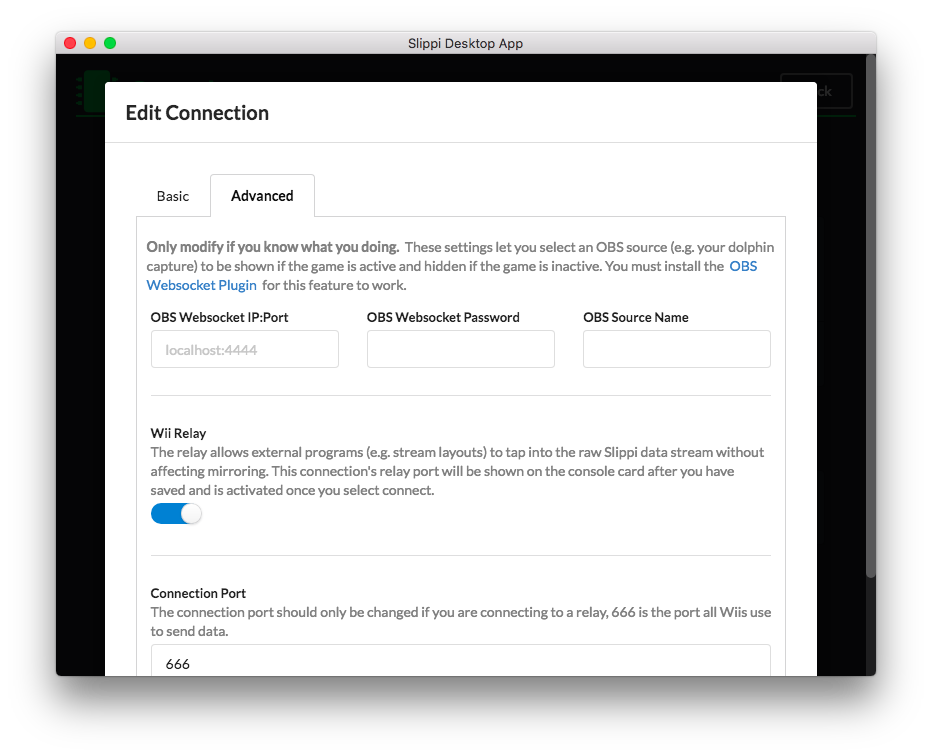 Slippi Desktop App
ck
Edit Connection
Basic
Advanced
Only modify if you know what you doing. These settings let you select an OBS source (e.g. your dolphin
capture) to be shown if the game is active and hidden if the game is inactive. You must install the OBS
Websocket Plugin for this feature to work.
OBS Websocket IP:Port
OBS Websocket Password
OBS Source Name
localhost:4444
Wii Relay
The relay allows external programs (e.g. stream layouts) to tap into the raw Slippi data stream without
affecting mirroring. This connection's relay port will be shown on the console card after you have
saved and is activated once you select connect.
Connection Port
The connection port should only be changed if you are connecting to a relay, 666 is the port all Wiis use
to send data.
666